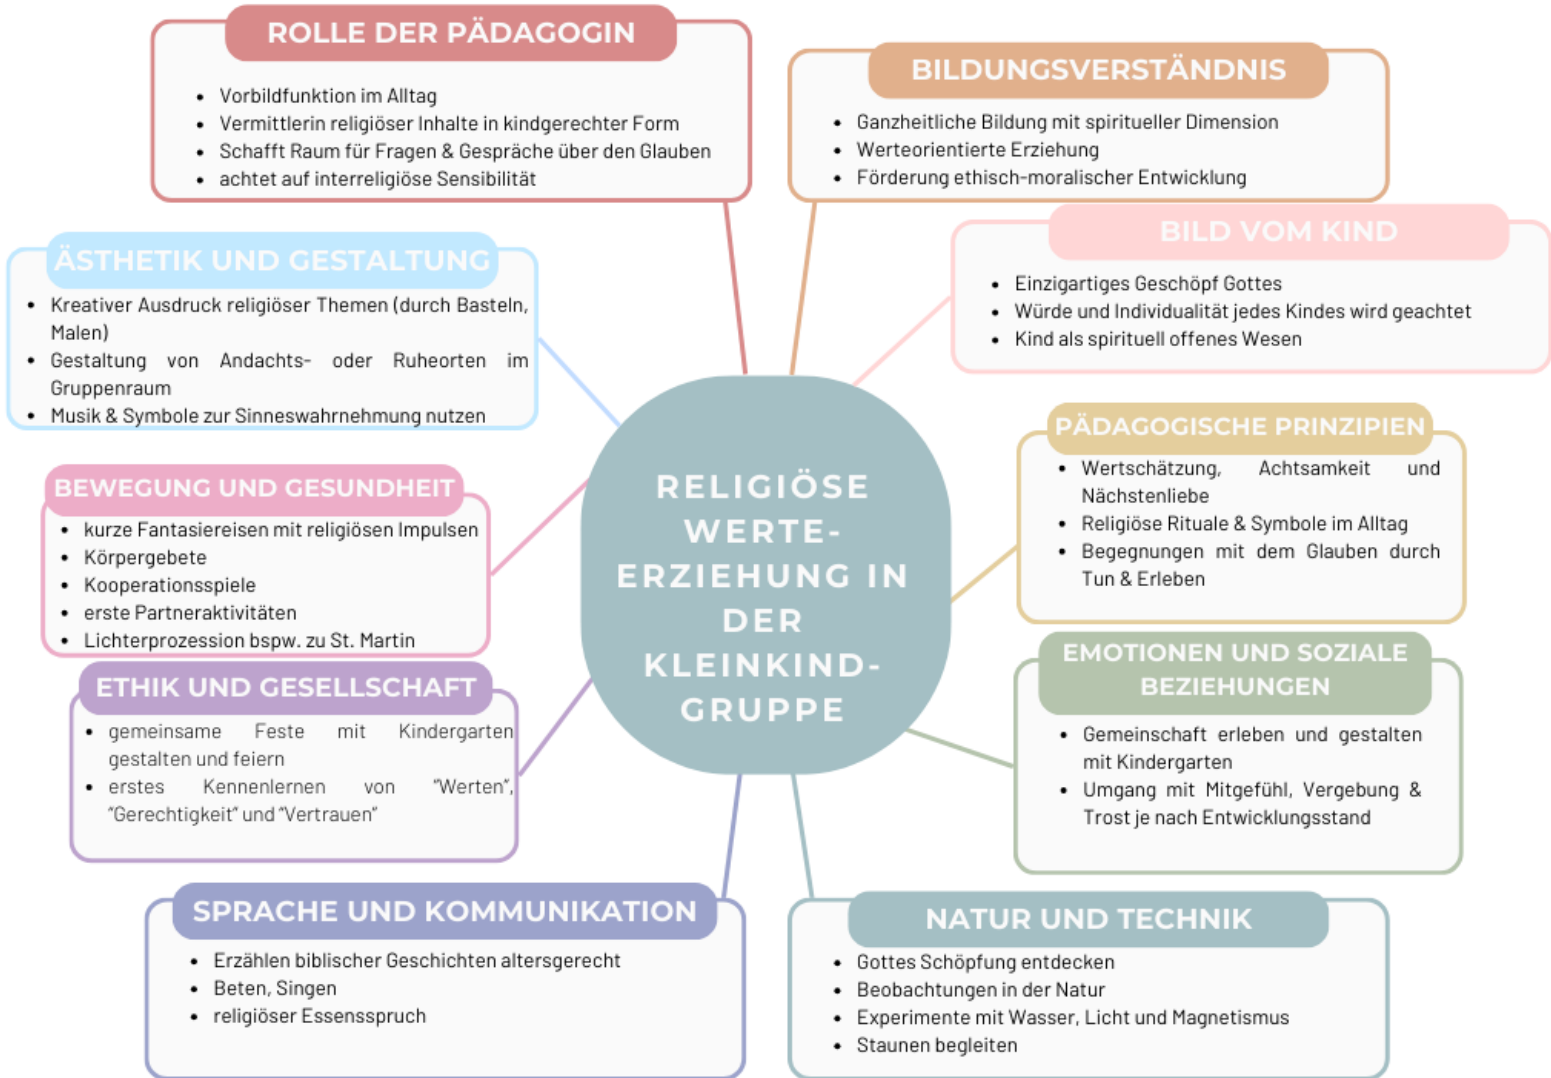 ROLLE DER PÄDAGOGIN
• Vorbildfunktion im Alltag
• Vermittlerin religiöser Inhalte in kindgerechter Form
• Schafft Raum für Fragen & Gespräche über den Glauben
• achtet auf interreligiöse Sensibilität
BILDUNGSVERSTÄNDNIS
• Ganzheitliche Bildung mit spiritueller Dimension
• Werteorientierte Erziehung
• Förderung ethisch-moralischer Entwicklung
ÄSTHETIK UND GESTALTUNG
• Kreativer Ausdruck religiöser Themen (durch Basteln,
Malen)
• Gestaltung von Andachts- oder Ruheorten im
Gruppenraum
• Musik & Symbole zur Sinneswahrnehmung nutzen
BILD VOM KIND
• Einzigartiges Geschöpf Gottes
• Würde und Individualität jedes Kindes wird geachtet
• Kind als spirituell offenes Wesen
BEWEGUNG UND GESUNDHEIT
• kurze Fantasiereisen mit religiösen Impulsen
• Körpergebete
• Kooperationsspiele
• erste Partneraktivitäten
• Lichterprozession bspw. zu St. Martin
RELIGIÖSE
WERTE-
ERZIEHUNG IN
DER
KLEINKIND-
GRUPPE
PÄDAGOGISCHE PRINZIPIEN
• Wertschätzung, Achtsamkeit und
Nächstenliebe
• Religiöse Rituale & Symbole im Alltag
• Begegnungen mit dem Glauben durch
Tun & Erleben
ETHIK UND GESELLSCHAFT
• gemeinsame Feste mit Kindergarten
gestalten und feiern
• erstes Kennenlernen von "Werten",
"Gerechtigkeit" und "Vertrauen"
EMOTIONEN UND SOZIALE
BEZIEHUNGEN
• Gemeinschaft erleben und gestalten
mit Kindergarten
• Umgang mit Mitgefühl, Vergebung &
Trost je nach Entwicklungsstand
SPRACHE UND KOMMUNIKATION
• Erzählen biblischer Geschichten altersgerecht
• Beten, Singen
• religiöser Essensspruch
NATUR UND TECHNIK
• Gottes Schöpfung entdecken
• Beobachtungen in der Natur
• Experimente mit Wasser, Licht und Magnetismus
• Staunen begleiten